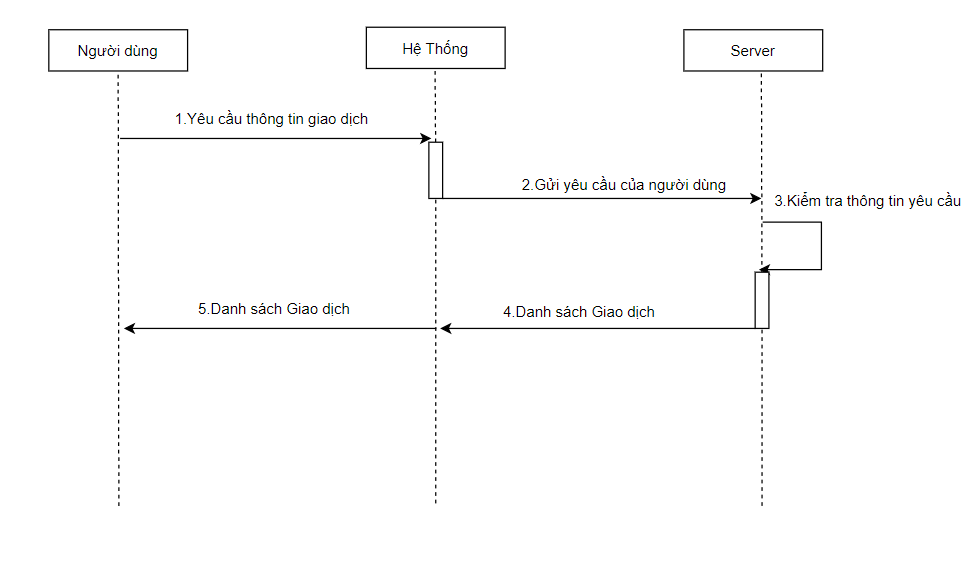 Người dùng
Hệ Thống
Server
1.Yêu cầu thông tin giao dịch
2.Gửi yêu cầu của người dùng
3.Kiểm tra thông tin yêu cầu
5.Danh sách Giao dịch
4.Danh sách Giao dịch